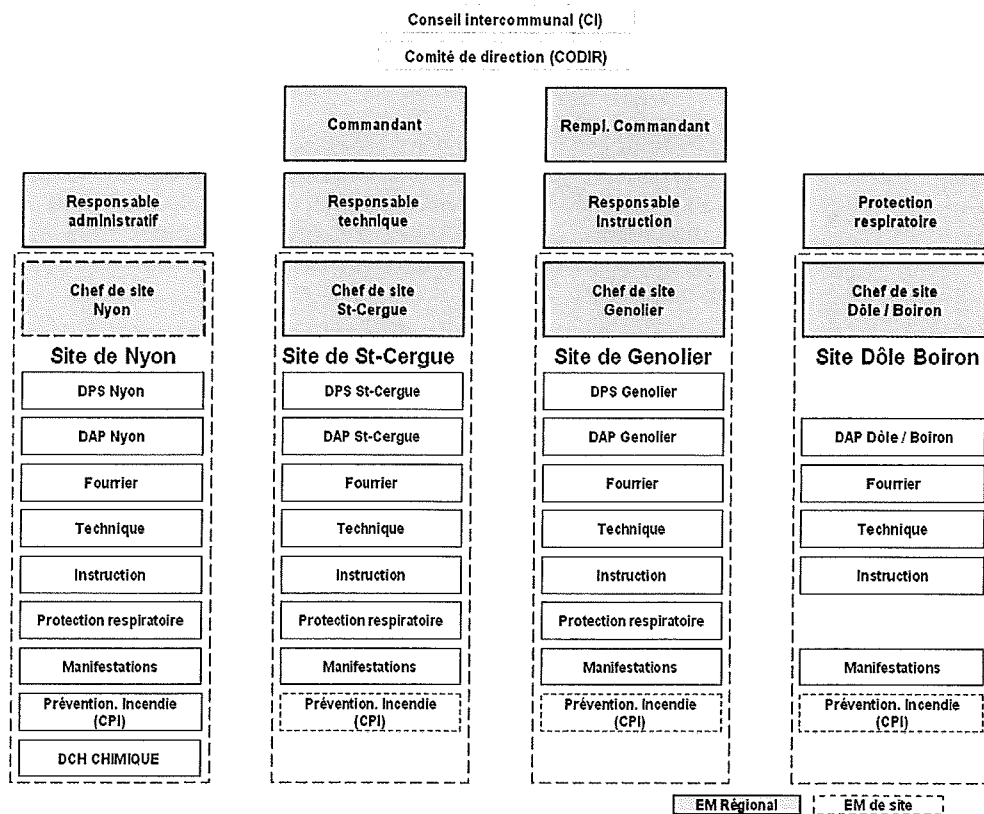 Conseil intercommunal (CI)
Comité de direction (CODIR)
Commandant
Rempl. Commandant
Responsable
administratif
Responsable
technique
Responsable
Instruction
Protection
respiratoire
Chef de site
Nyon
Chef de site
St-Cergue
Chef de site
Genolier
Chef de site
Dôle / Boiron
Site de Nyon
Site de St-Cergue
Site de Genolier
Site Dôle Boiron
DPS Nyon
DPS St-Cergue
DPS Genolier
DAP Nyon
DAP St-Cergue
DAP Genolier
DAP Dôle / Boiron
Fourrier
Fourrier
Fourrier
Fourrier
Technique
Technique
Technique
Technique
Instruction
Instruction
Instruction
Instruction
Protection respiratoire
Protection respiratoire
Protection respiratoire
Manifestations
Manifestations
Manifestations
Manifestations
Prévention. Incendie
(CPI)
Prévention. Incendie
(CPI)
Prévention. Incendie
(CPI)
Prévention. Incendie
(CPI)
DCH CHIMIQUE
EM Régional
EM de site